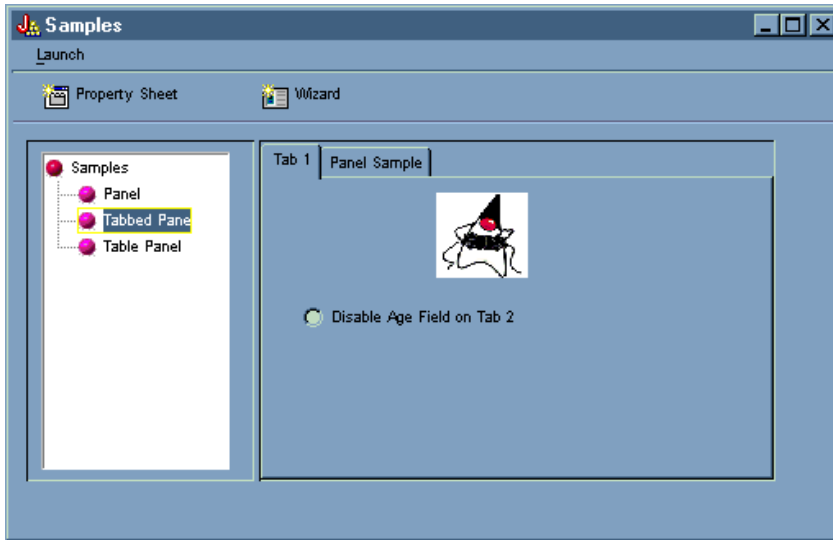 Samples
Launch
Property Sheet
Wizard
Samples
Panel
Tabbed Pane
Table Panel
Tab 1
Panel Sample
Disable Age Field on Tab 2